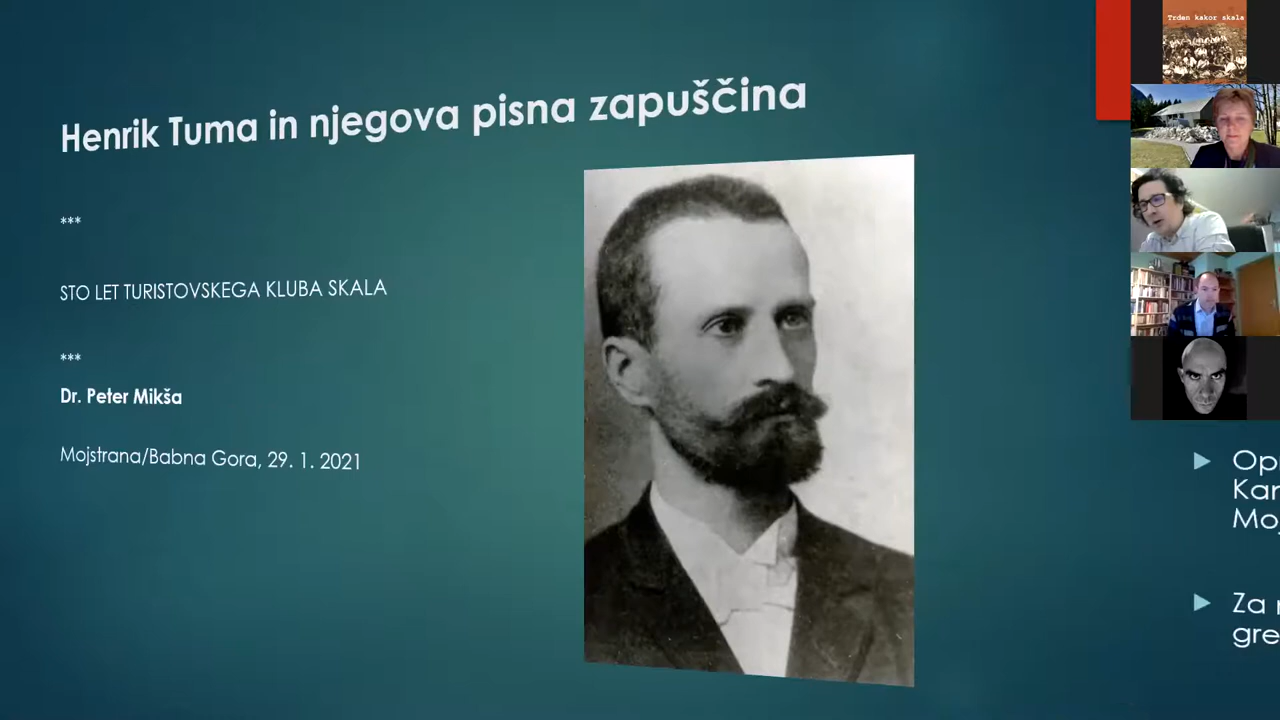 Henrik Tuma in njegova pisna zapuščina
***
STO LET TURISTOVSKEGA KLUBA SKALA
***
Dr. Peter Mikša
Mojstrana/Babna Gora, 29. 1. 2021
Trden kakor skala
Za